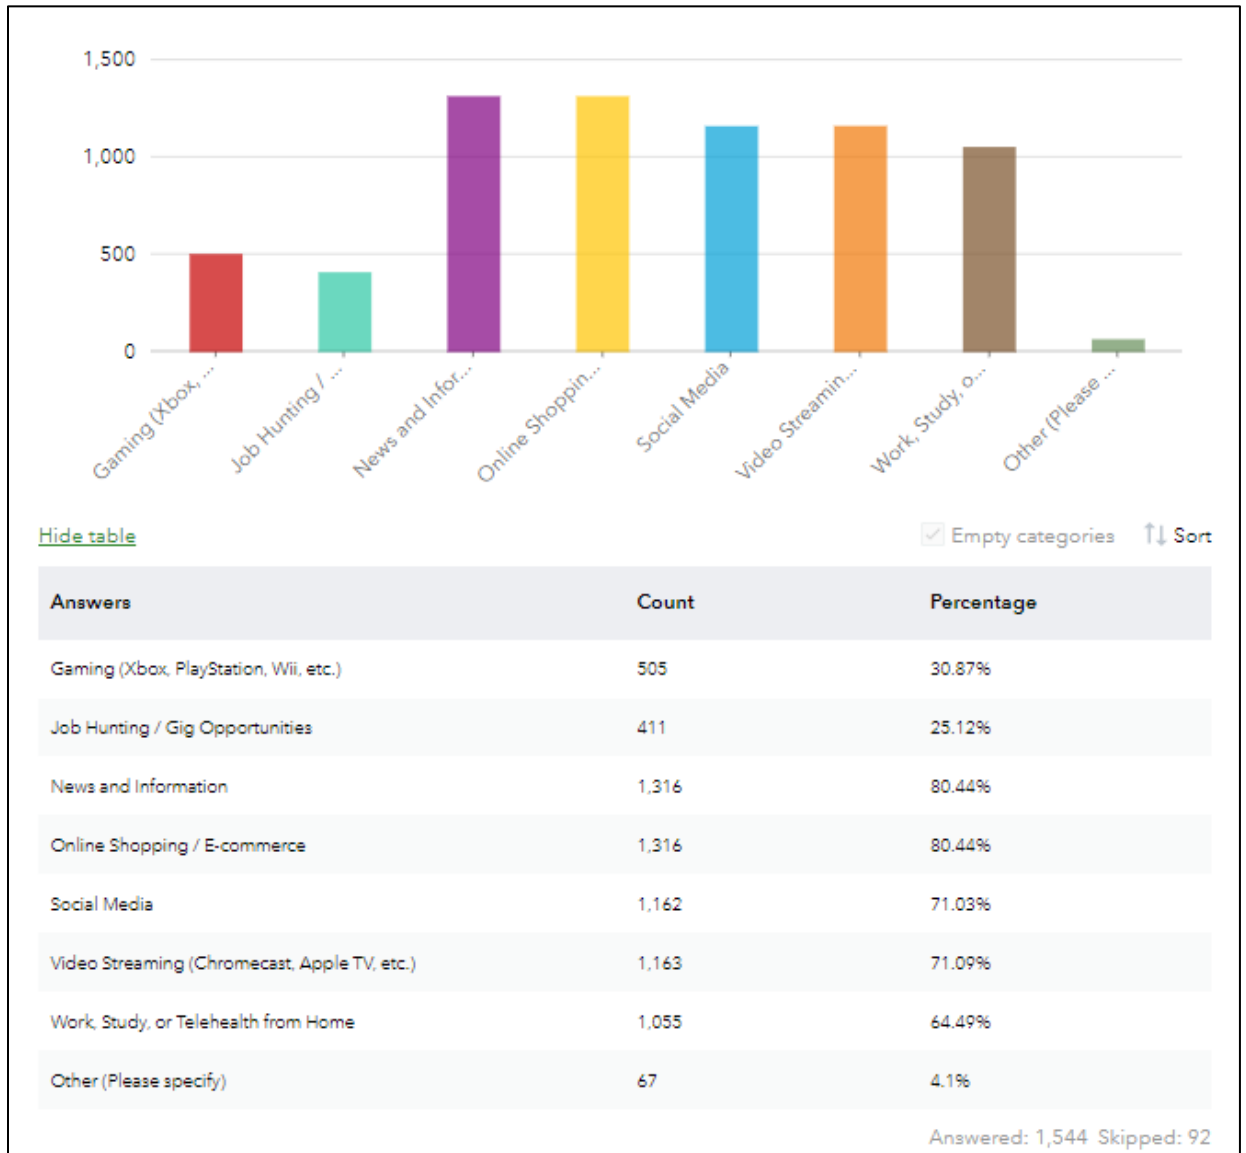 1,500
1,000
500
0
Gaming (Xbox, ...
Job Hunting / ...
News and Infor...
Online Shoppin...
Social Media
Video Streamin...
Work, Study, o...
Other (Please ...
Hide table
Empty categories Sort
Answers Count Percentage
Gaming (Xbox, PlayStation, Wii, etc.) 505 30.87%
Job Hunting / Gig Opportunities 411 25.12%
News and Information 1,316 80.44%
Online Shopping / E-commerce 1,316 80.44%
Social Media 1,162 71.03%
Video Streaming (Chromecast, Apple TV, etc.) 1,163 71.09%
Work, Study, or Telehealth from Home 1,055 64.49%
Other (Please specify) 67 4.1%
Answered: 1,544 Skipped: 92